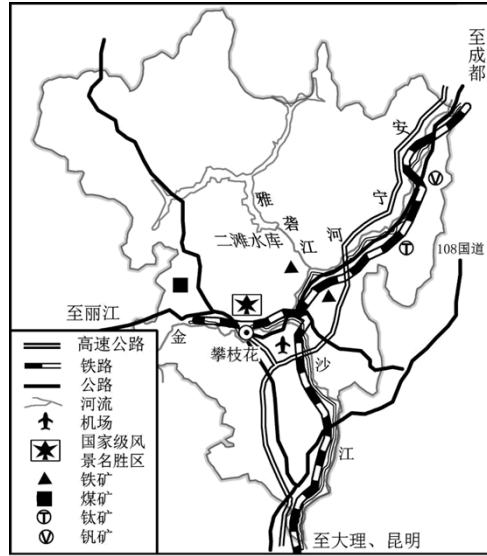 至成都
安
宁
河
雅
砻
江
二滩水库
108国道
至丽江
金
攀枝花
沙
江
至大理、昆明
高速公路
铁路
公路
河流
机场
国家级风
景名胜区
铁矿
煤矿
T 钛矿
V 钒矿
V
T